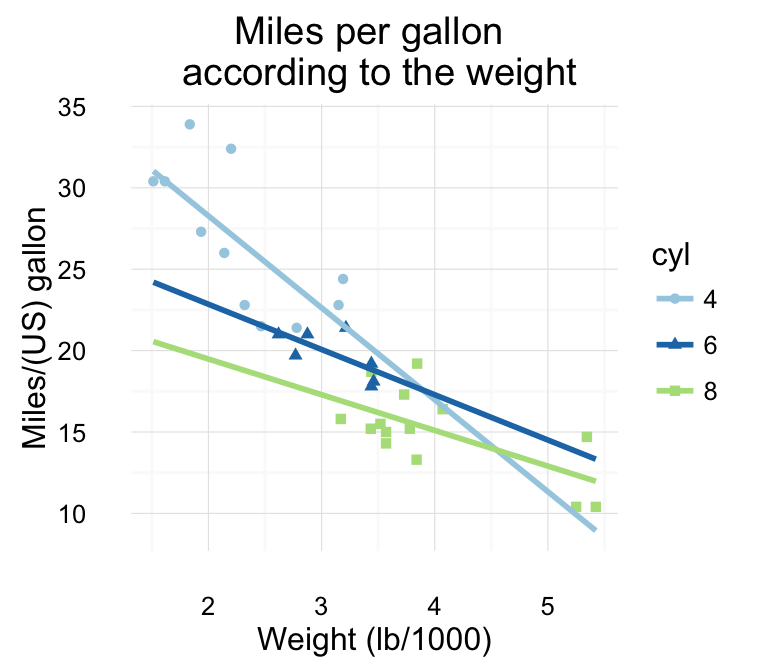 Miles per gallon
according to the weight
35
30
25
20
15
10
Miles/(US) gallon
2 3 4 5
Weight (lb/1000)
cyl
4
6
8